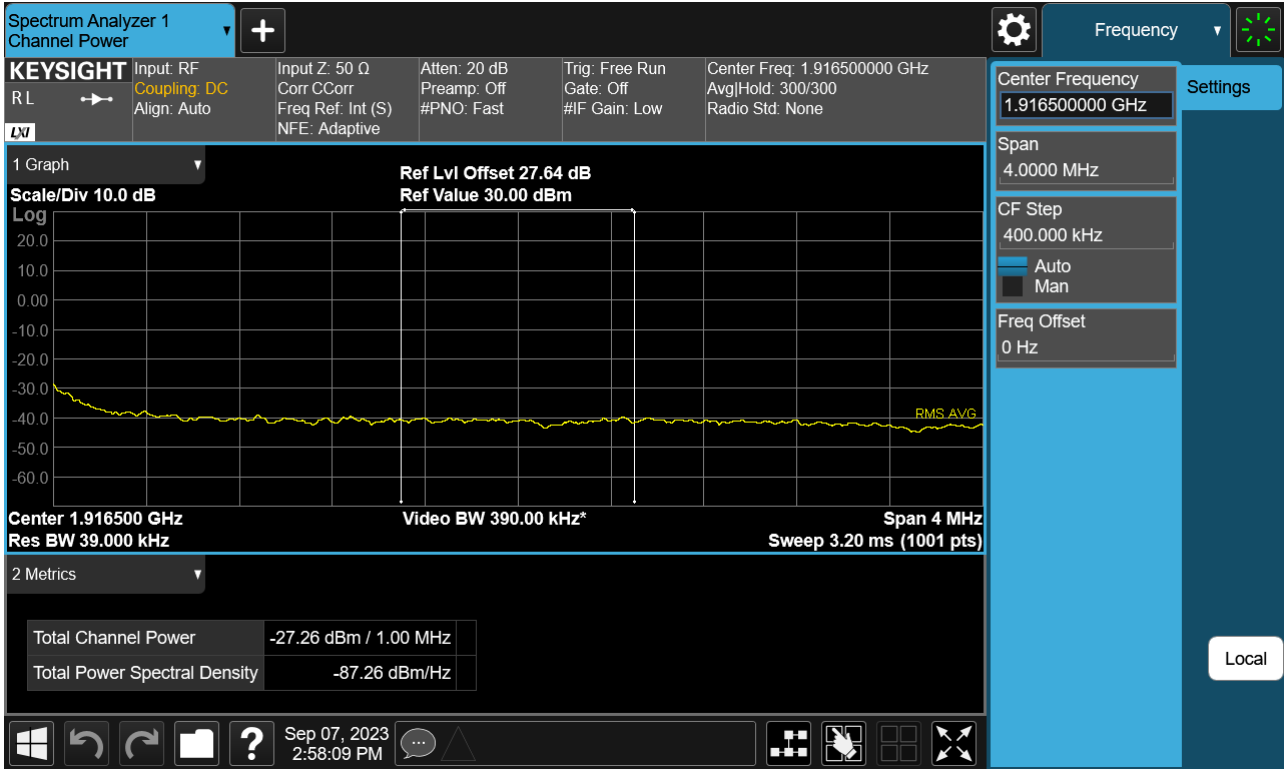 Spectrum Analyzer 1
Channel Power
Frequency
KEYSIGHT
R L
LXI
Input: RF
Coupling: DC
Align: Auto
Input Z: 50 Ω
Corr CCorr
Freq Ref: Int (S)
NFE: Adaptive
Atten: 20 dB
Preamp: Off
#PNO: Fast
Trig: Free Run
Gate: Off
#IF Gain: Low
Center Freq: 1.916500000 GHz
Avg|Hold: 300/300
Radio Std: None
Center Frequency
1.916500000 GHz
Settings
Span
4.0000 MHz
CF Step
400.000 kHz
Auto
Man
Freq Offset
0 Hz
1 Graph
Scale/Div 10.0 dB
Ref Lvl Offset 27.64 dB
Ref Value 30.00 dBm
Log
20.0
10.0
0.00
-10.0
-20.0
-30.0
-40.0
-50.0
-60.0
RMS AVG
Center 1.916500 GHz
Video BW 390.00 kHz*
Span 4 MHz
Res BW 39.000 kHz
Sweep 3.20 ms (1001 pts)
2 Metrics
Total Channel Power -27.26 dBm / 1.00 MHz
Total Power Spectral Density -87.26 dBm/Hz
Local
?
Sep 07, 2023
2:58:09 PM